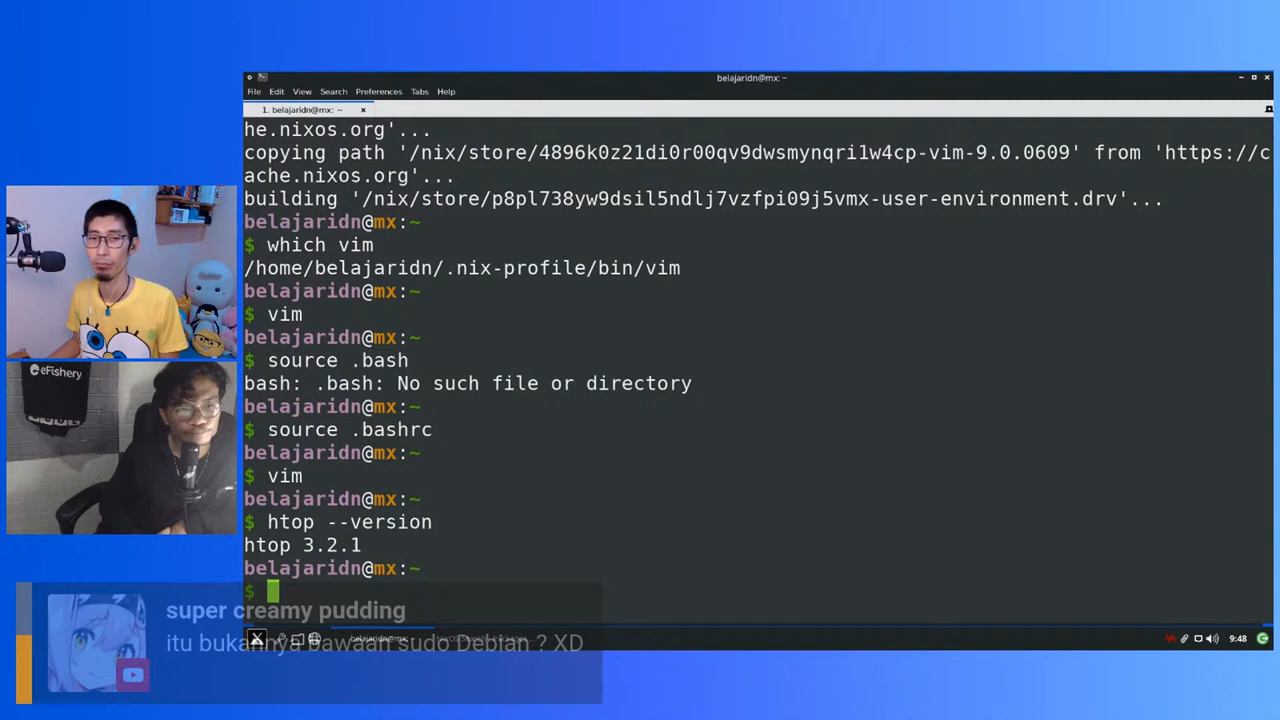 belajaridn@mx: ~
File Edit View Search Preferences Tabs Help
1. belajaridn@mx: ~ ×
he.nixos.org'...
copying path '/nix/store/4896k0z21di0r00qv9dwsmynqri1w4cp-vim-9.0.0609' from 'https://c
ache.nixos.org'...
building '/nix/store/p8pl738yw9dsil5ndlj7vzfpi09j5vmx-user-environment.drv'...
belajaridn@mx:~
$ which vim
/home/belajaridn/.nix-profile/bin/vim
belajaridn@mx:~
$ vim
belajaridn@mx:~
$ source .bash
bash: .bash: No such file or directory
belajaridn@mx:~
$ source .bashrc
belajaridn@mx:~
$ vim
belajaridn@mx:~
$ htop --version
htop 3.2.1
belajaridn@mx:~
$
eFishery
super creamy pudding
itu bukannya bawaan sudo Debian ? XD
belajaridn@mx: ~
9:48